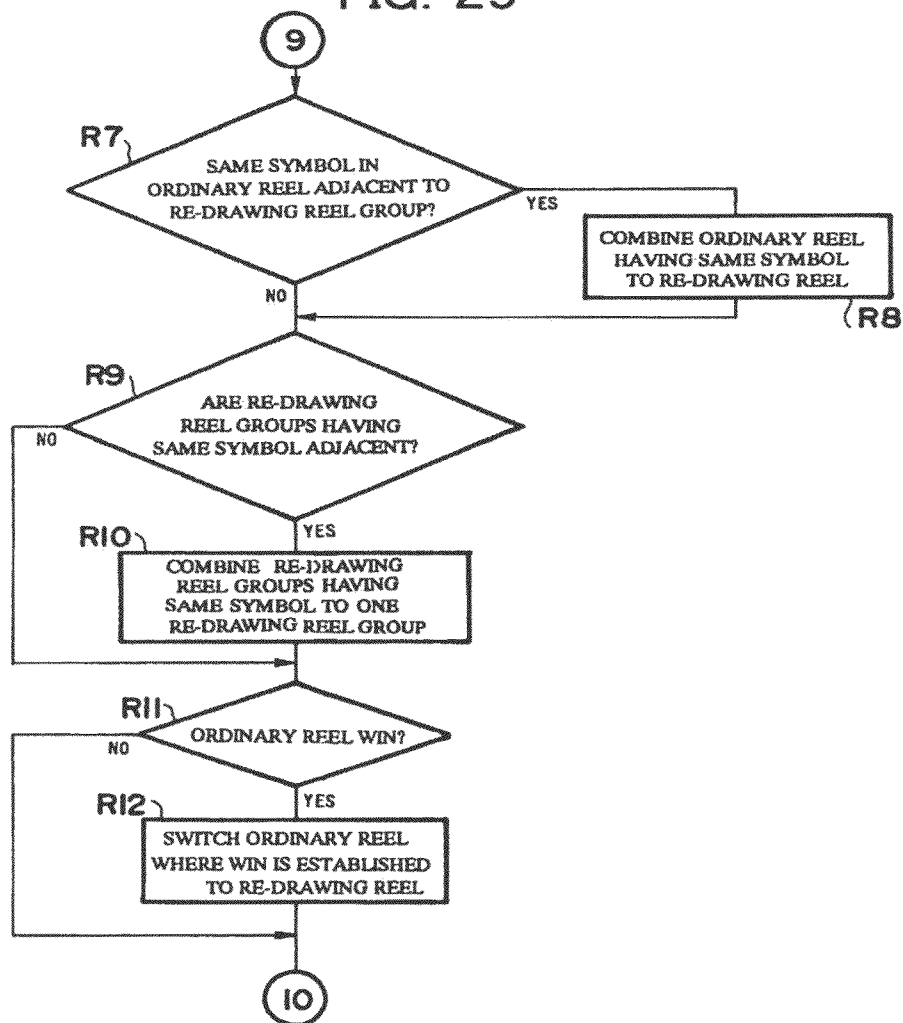 FIG. 25
9
R7
SAME SYMBOL IN
ORDINARY REEL ADJACENT TO
RE-DRAWING REEL GROUP?
YES
COMBINE ORDINARY REEL
HAVING SAME SYMBOL
TO RE-DRAWING REEL
R8
NO
R9
ARE RE-DRAWING
REEL GROUPS HAVING
SAME SYMBOL ADJACENT?
NO
YES
R10
COMBINE RE-DRAWING
REEL GROUPS HAVING
SAME SYMBOL TO ONE
RE-DRAWING REEL GROUP
R11
ORDINARY REEL WIN?
NO
YES
R12
SWITCH ORDINARY REEL
WHERE WIN IS ESTABLISHED
TO RE-DRAWING REEL
10